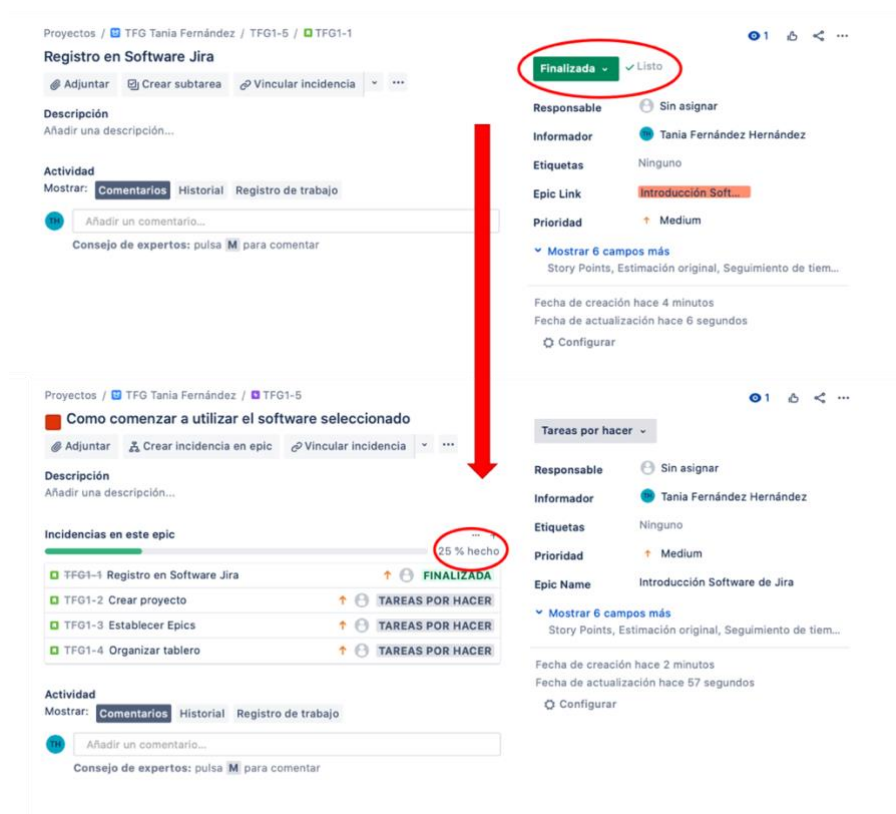 Proyectos / TFG Tania Fernández / TFG1-5 / TFG1-1
1
Registro en Software Jira
Adjuntar Crear subtarea Vincular incidencia
Finalizada Listo
Descripción
Añadir una descripción...
Responsable Sin asignar
Informador TH Tania Fernández Hernández
Etiquetas Ninguno
Epic Link Introducción Soft...
Prioridad Medium
Mostrar 6 campos más
Story Points, Estimación original, Seguimiento de tiem...
Fecha de creación hace 4 minutos
Fecha de actualización hace 6 segundos
Configurar
Actividad
Mostrar: Comentarios Historial Registro de trabajo
TH Añadir un comentario...
Consejo de expertos: pulsa M para comentar
Proyectos / TFG Tania Fernández / TFG1-5
1
Como comenzar a utilizar el software seleccionado
Adjuntar Crear incidencia en epic Vincular incidencia
Descripción
Añadir una descripción...
Incidencias en este epic
25 % hecho
TFG1-1 Registro en Software Jira FINALIZADA
TFG1-2 Crear proyecto TAREAS POR HACER
TFG1-3 Establecer Epics TAREAS POR HACER
TFG1-4 Organizar tablero TAREAS POR HACER
Actividad
Mostrar: Comentarios Historial Registro de trabajo
TH Añadir un comentario...
Consejo de expertos: pulsa M para comentar
Tareas por hacer
Responsable Sin asignar
Informador TH Tania Fernández Hernández
Etiquetas Ninguno
Prioridad Medium
Epic Name Introducción Software de Jira
Mostrar 6 campos más
Story Points, Estimación original, Seguimiento de tiem...
Fecha de creación hace 2 minutos
Fecha de actualización hace 57 segundos
Configurar